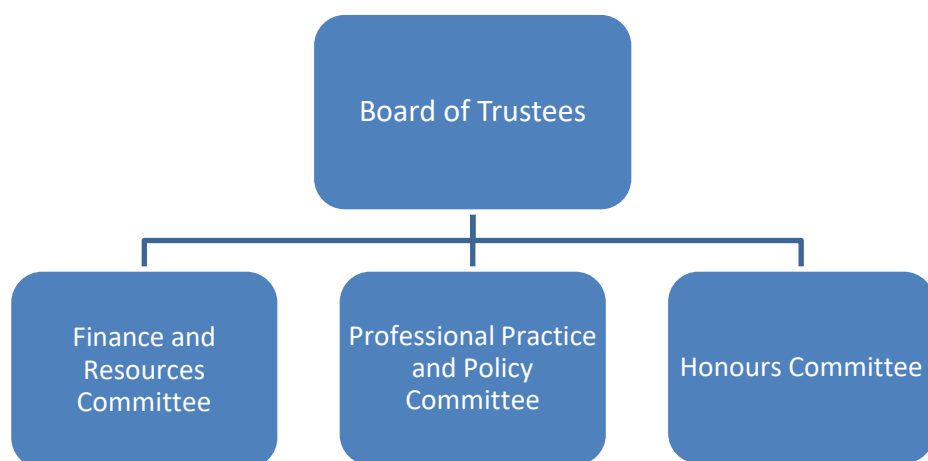 Board of Trustees
Finance and
Resources
Committee
Professional Practice
and Policy
Committee
Honours Committee